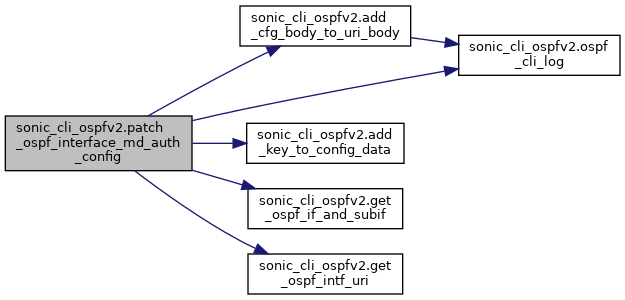 sonic_cli_ospfv2.patch
_ospf_interface_md_auth
_config
sonic_cli_ospfv2.add
_cfg_body_to_uri_body
sonic_cli_ospfv2.ospf
_cli_log
sonic_cli_ospfv2.add
_key_to_config_data
sonic_cli_ospfv2.get
_ospf_if_and_subif
sonic_cli_ospfv2.get
_ospf_intf_uri